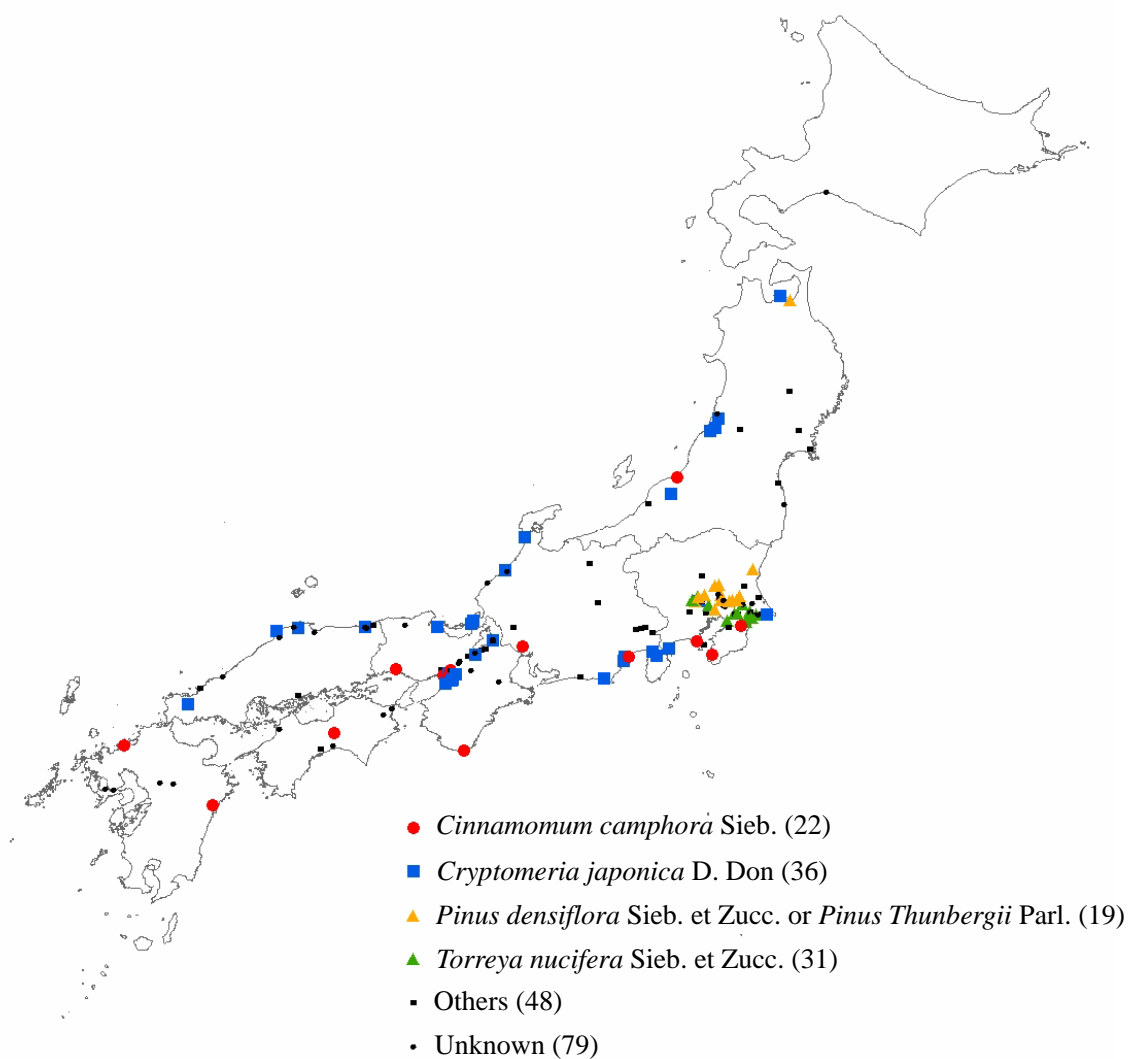 Cinnamomum camphora Sieb. (22)
Cryptomeria japonica D. Don (36)
Pinus densiflora Sieb. et Zucc. or Pinus Thunbergii Parl. (19)
Torreya nucifera Sieb. et Zucc. (31)
Others (48)
Unknown (79)